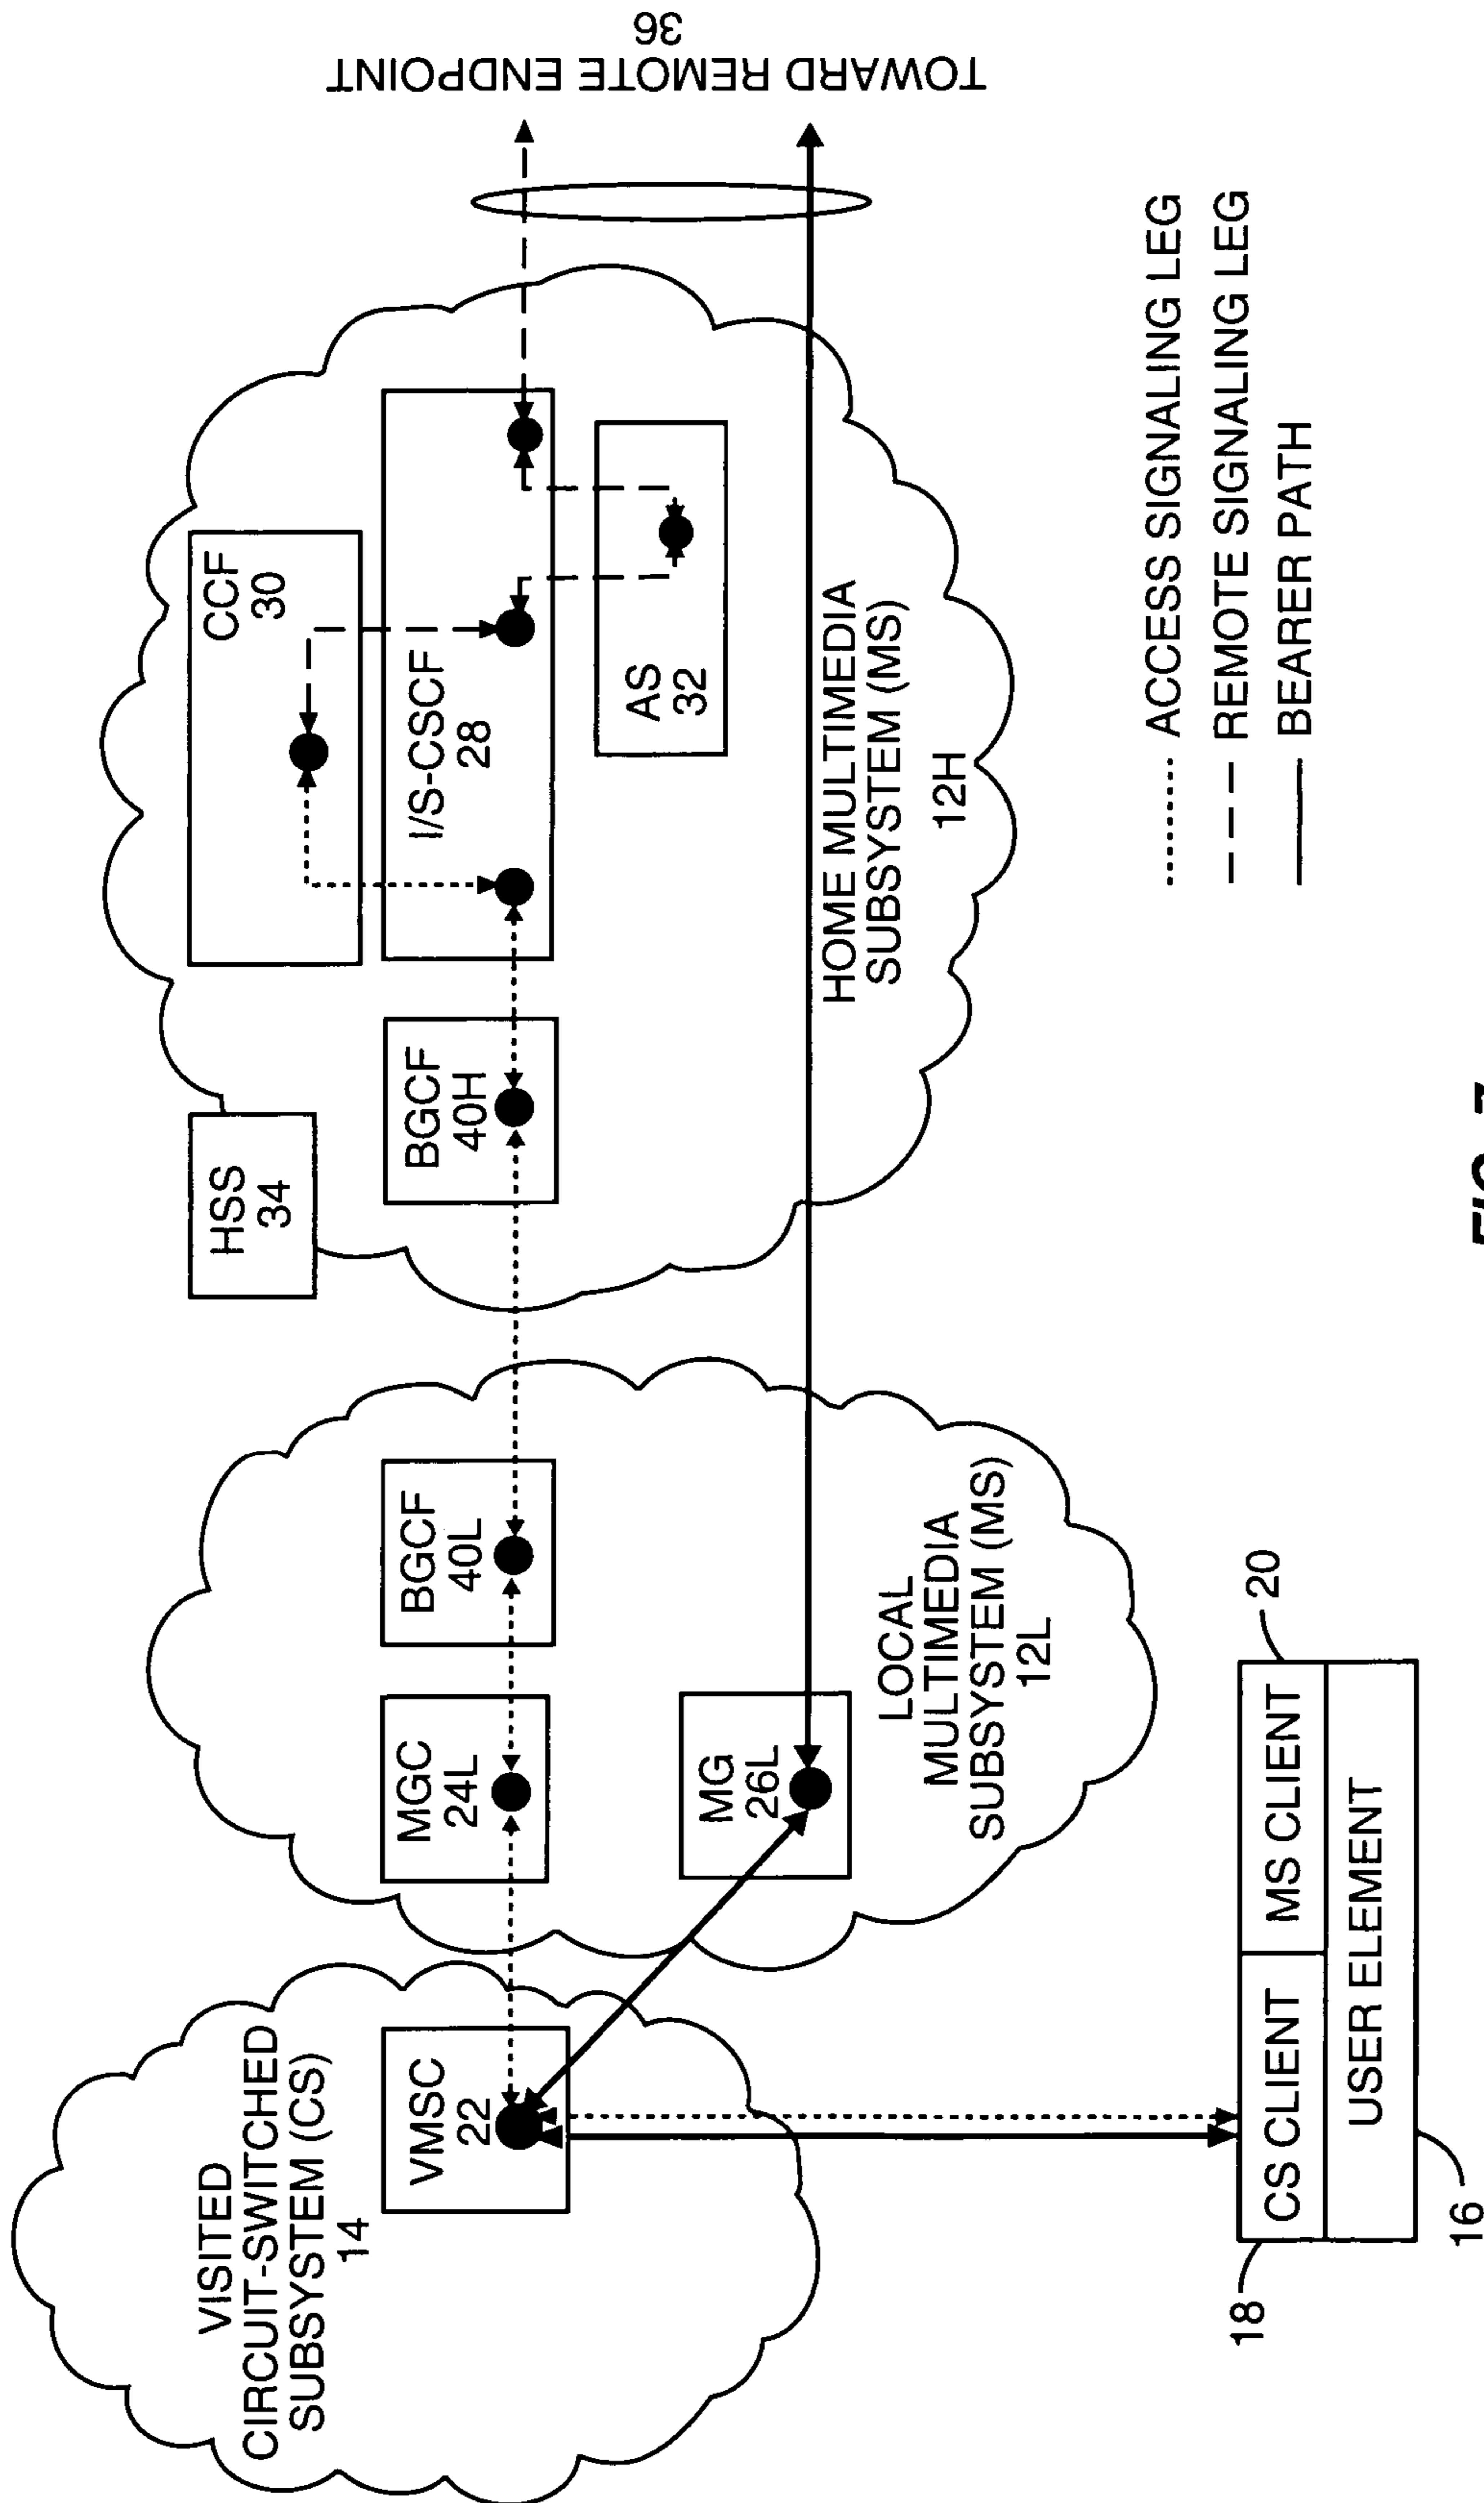 VISITED
CIRCUIT-SWITCHED
SUBSYSTEM (CS)
14
VMSC
22
MGC
24L
BGCF
40L
MG
26L
LOCAL
MULTIMEDIA
SUBSYSTEM (MS)
12L
HSS
34
BGCF
40H
CCF
30
I/S-CSCF
28
AS
32
HOME MULTIMEDIA
SUBSYSTEM (MS)
12H
TOWARD REMOTE ENDPOINT
36
18
CS CLIENT
MS CLIENT
20
USER ELEMENT
16
ACCESS SIGNALING LEG
REMOTE SIGNALING LEG
BEARER PATH